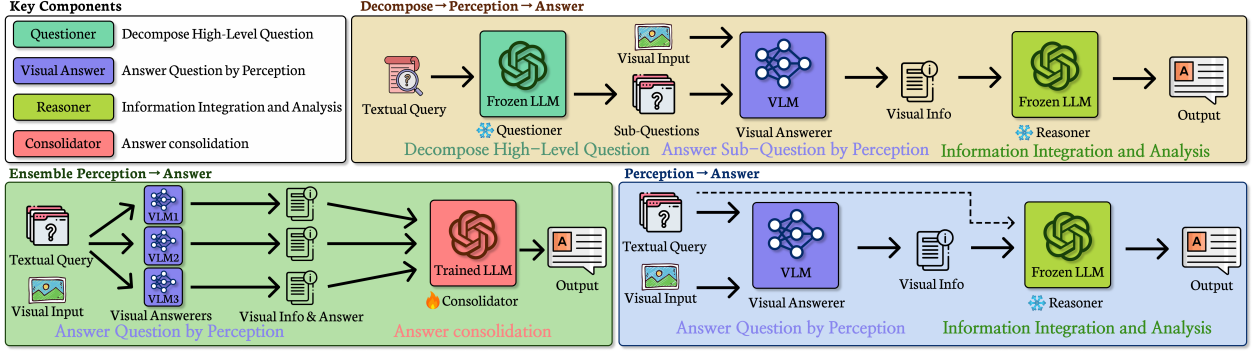 Key Components
Questioner Decompose High-Level Question
Visual Answer Answer Question by Perception
Reasoner Information Integration and Analysis
Consolidator Answer consolidation
Decompose→Perception→Answer
Textual Query
Frozen LLM
Questioner
Decompose High-Level Question
Visual Input
?
Sub-Questions
VLM
Visual Answerer
Answer Sub-Question by Perception
i
Visual Info
Frozen LLM
Reasoner
Information Integration and Analysis
A
Output
Ensemble Perception→Answer
?
Textual Query
Visual Input
VLM1
VLM2
VLM3
Visual Answerers
Answer Question by Perception
i
i
i
Visual Info & Answer
Trained LLM
Consolidator
Answer consolidation
A
Output
Perception→Answer
?
Textual Query
Visual Input
VLM
Visual Answerer
Answer Question by Perception
i
Visual Info
Frozen LLM
Reasoner
Information Integration and Analysis
A
Output